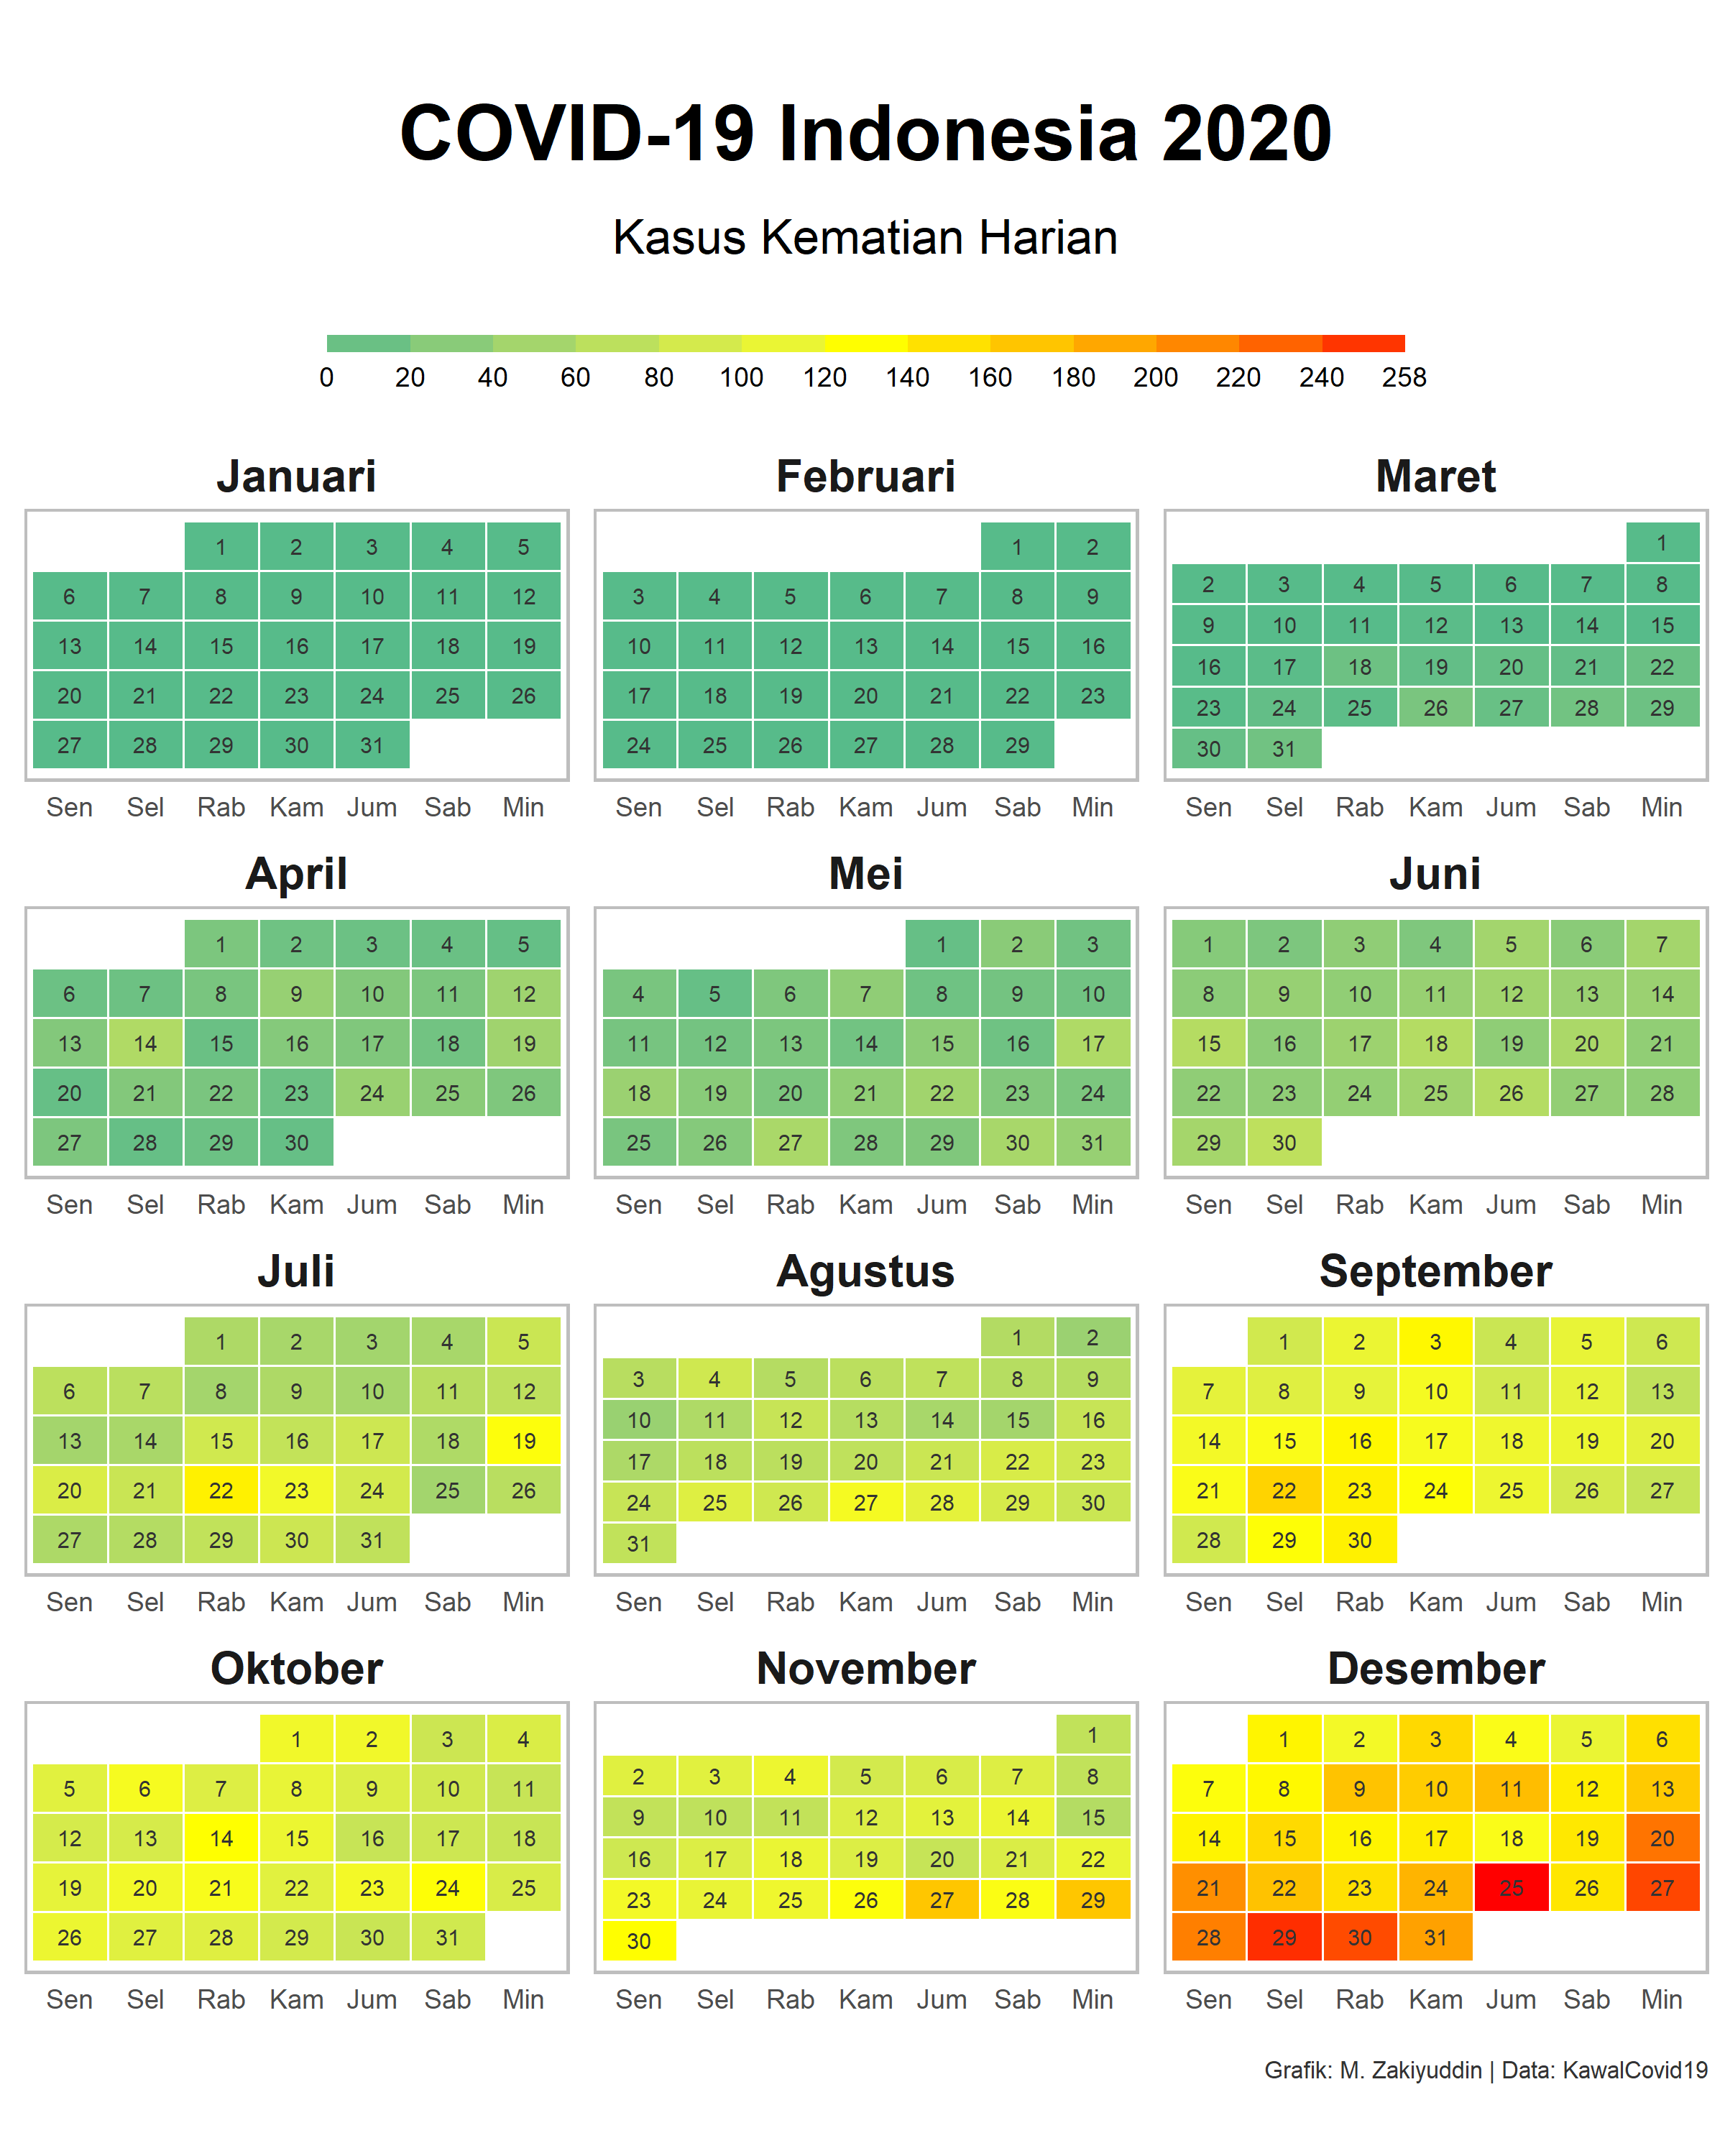 COVID-19 Indonesia 2020
Kasus Kematian Harian
0 20 40 60 80 100 120 140 160 180 200 220 240 258
Januari
1 2 3 4 5
6 7 8 9 10 11 12
13 14 15 16 17 18 19
20 21 22 23 24 25 26
27 28 29 30 31
Sen Sel Rab Kam Jum Sab Min
Februari
1 2
3 4 5 6 7 8 9
10 11 12 13 14 15 16
17 18 19 20 21 22 23
24 25 26 27 28 29
Sen Sel Rab Kam Jum Sab Min
Maret
1
2 3 4 5 6 7 8
9 10 11 12 13 14 15
16 17 18 19 20 21 22
23 24 25 26 27 28 29
30 31
Sen Sel Rab Kam Jum Sab Min
April
1 2 3 4 5
6 7 8 9 10 11 12
13 14 15 16 17 18 19
20 21 22 23 24 25 26
27 28 29 30
Sen Sel Rab Kam Jum Sab Min
Mei
1 2 3
4 5 6 7 8 9 10
11 12 13 14 15 16 17
18 19 20 21 22 23 24
25 26 27 28 29 30 31
Sen Sel Rab Kam Jum Sab Min
Juni
1 2 3 4 5 6 7
8 9 10 11 12 13 14
15 16 17 18 19 20 21
22 23 24 25 26 27 28
29 30
Sen Sel Rab Kam Jum Sab Min
Juli
1 2 3 4 5
6 7 8 9 10 11 12
13 14 15 16 17 18 19
20 21 22 23 24 25 26
27 28 29 30 31
Sen Sel Rab Kam Jum Sab Min
Agustus
1 2
3 4 5 6 7 8 9
10 11 12 13 14 15 16
17 18 19 20 21 22 23
24 25 26 27 28 29 30
31
Sen Sel Rab Kam Jum Sab Min
September
1 2 3 4 5 6
7 8 9 10 11 12 13
14 15 16 17 18 19 20
21 22 23 24 25 26 27
28 29 30
Sen Sel Rab Kam Jum Sab Min
Oktober
1 2 3 4
5 6 7 8 9 10 11
12 13 14 15 16 17 18
19 20 21 22 23 24 25
26 27 28 29 30 31
Sen Sel Rab Kam Jum Sab Min
November
1
2 3 4 5 6 7 8
9 10 11 12 13 14 15
16 17 18 19 20 21 22
23 24 25 26 27 28 29
30
Sen Sel Rab Kam Jum Sab Min
Desember
1 2 3 4 5 6
7 8 9 10 11 12 13
14 15 16 17 18 19 20
21 22 23 24 25 26 27
28 29 30 31
Sen Sel Rab Kam Jum Sab Min
Grafik: M. Zakiyuddin | Data: KawalCovid19